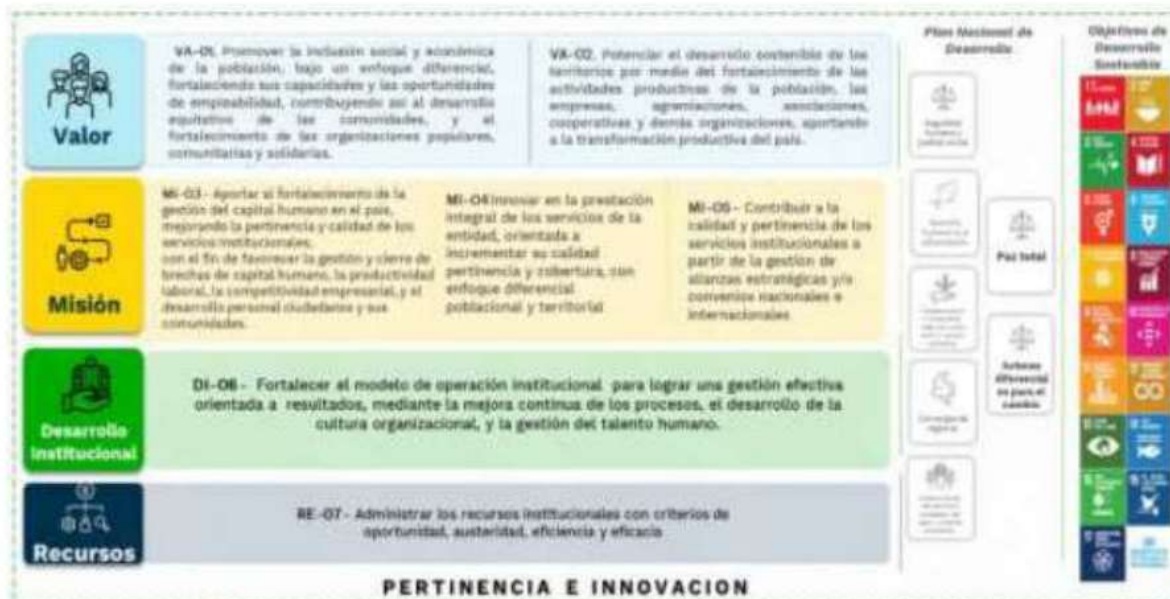 Valor
VA-01. Promover la inclusión social y económica
de la población, bajo un enfoque diferencial,
fortaleciendo sus capacidades y las oportunidades
de empleabilidad, contribuyendo así al desarrollo
equitativo de las comunidades, y el
fortalecimiento de las organizaciones populares,
comunitarias y solidarias.
VA-02. Potenciar el desarrollo sostenible de los
territorios por medio del fortalecimiento de las
actividades productivas de la población, las
empresas, agremiaciones, asociaciones,
cooperativas y demás organizaciones, aportando
a la transformación productiva del país.
Misión
MI-03 - Aportar al fortalecimiento de la
gestión del capital humano en el país,
mejorando la pertinencia y calidad de los
servicios institucionales,
con el fin de favorecer la gestión y cierre de
brechas de capital humano, la productividad
laboral, la competitividad empresarial, y el
desarrollo personal ciudadanos y sus
comunidades.
MI-04 Innovar en la prestación
integral de los servicios de la
entidad, orientada a
incrementar su calidad
pertinencia y cobertura, con
enfoque diferencial
poblacional y territorial
MI-05 - Contribuir a la
calidad y pertinencia de los
servicios institucionales a
partir de la gestión de
alianzas estratégicas y/o
convenios nacionales e
internacionales
Desarrollo
Institucional
DI-06 - Fortalecer el modelo de operación institucional para lograr una gestión efectiva
orientada a resultados, mediante la mejora continua de los procesos, el desarrollo de la
cultura organizacional, y la gestión del talento humano.
Recursos
RE-07 - Administrar los recursos institucionales con criterios de
oportunidad, austeridad, eficiencia y eficacia
PERTINENCIA E INNOVACION
Plan Nacional de
Desarrollo
Paz total
diferencial
es para el
cambio
Objetivos de
Desarrollo
Sostenible